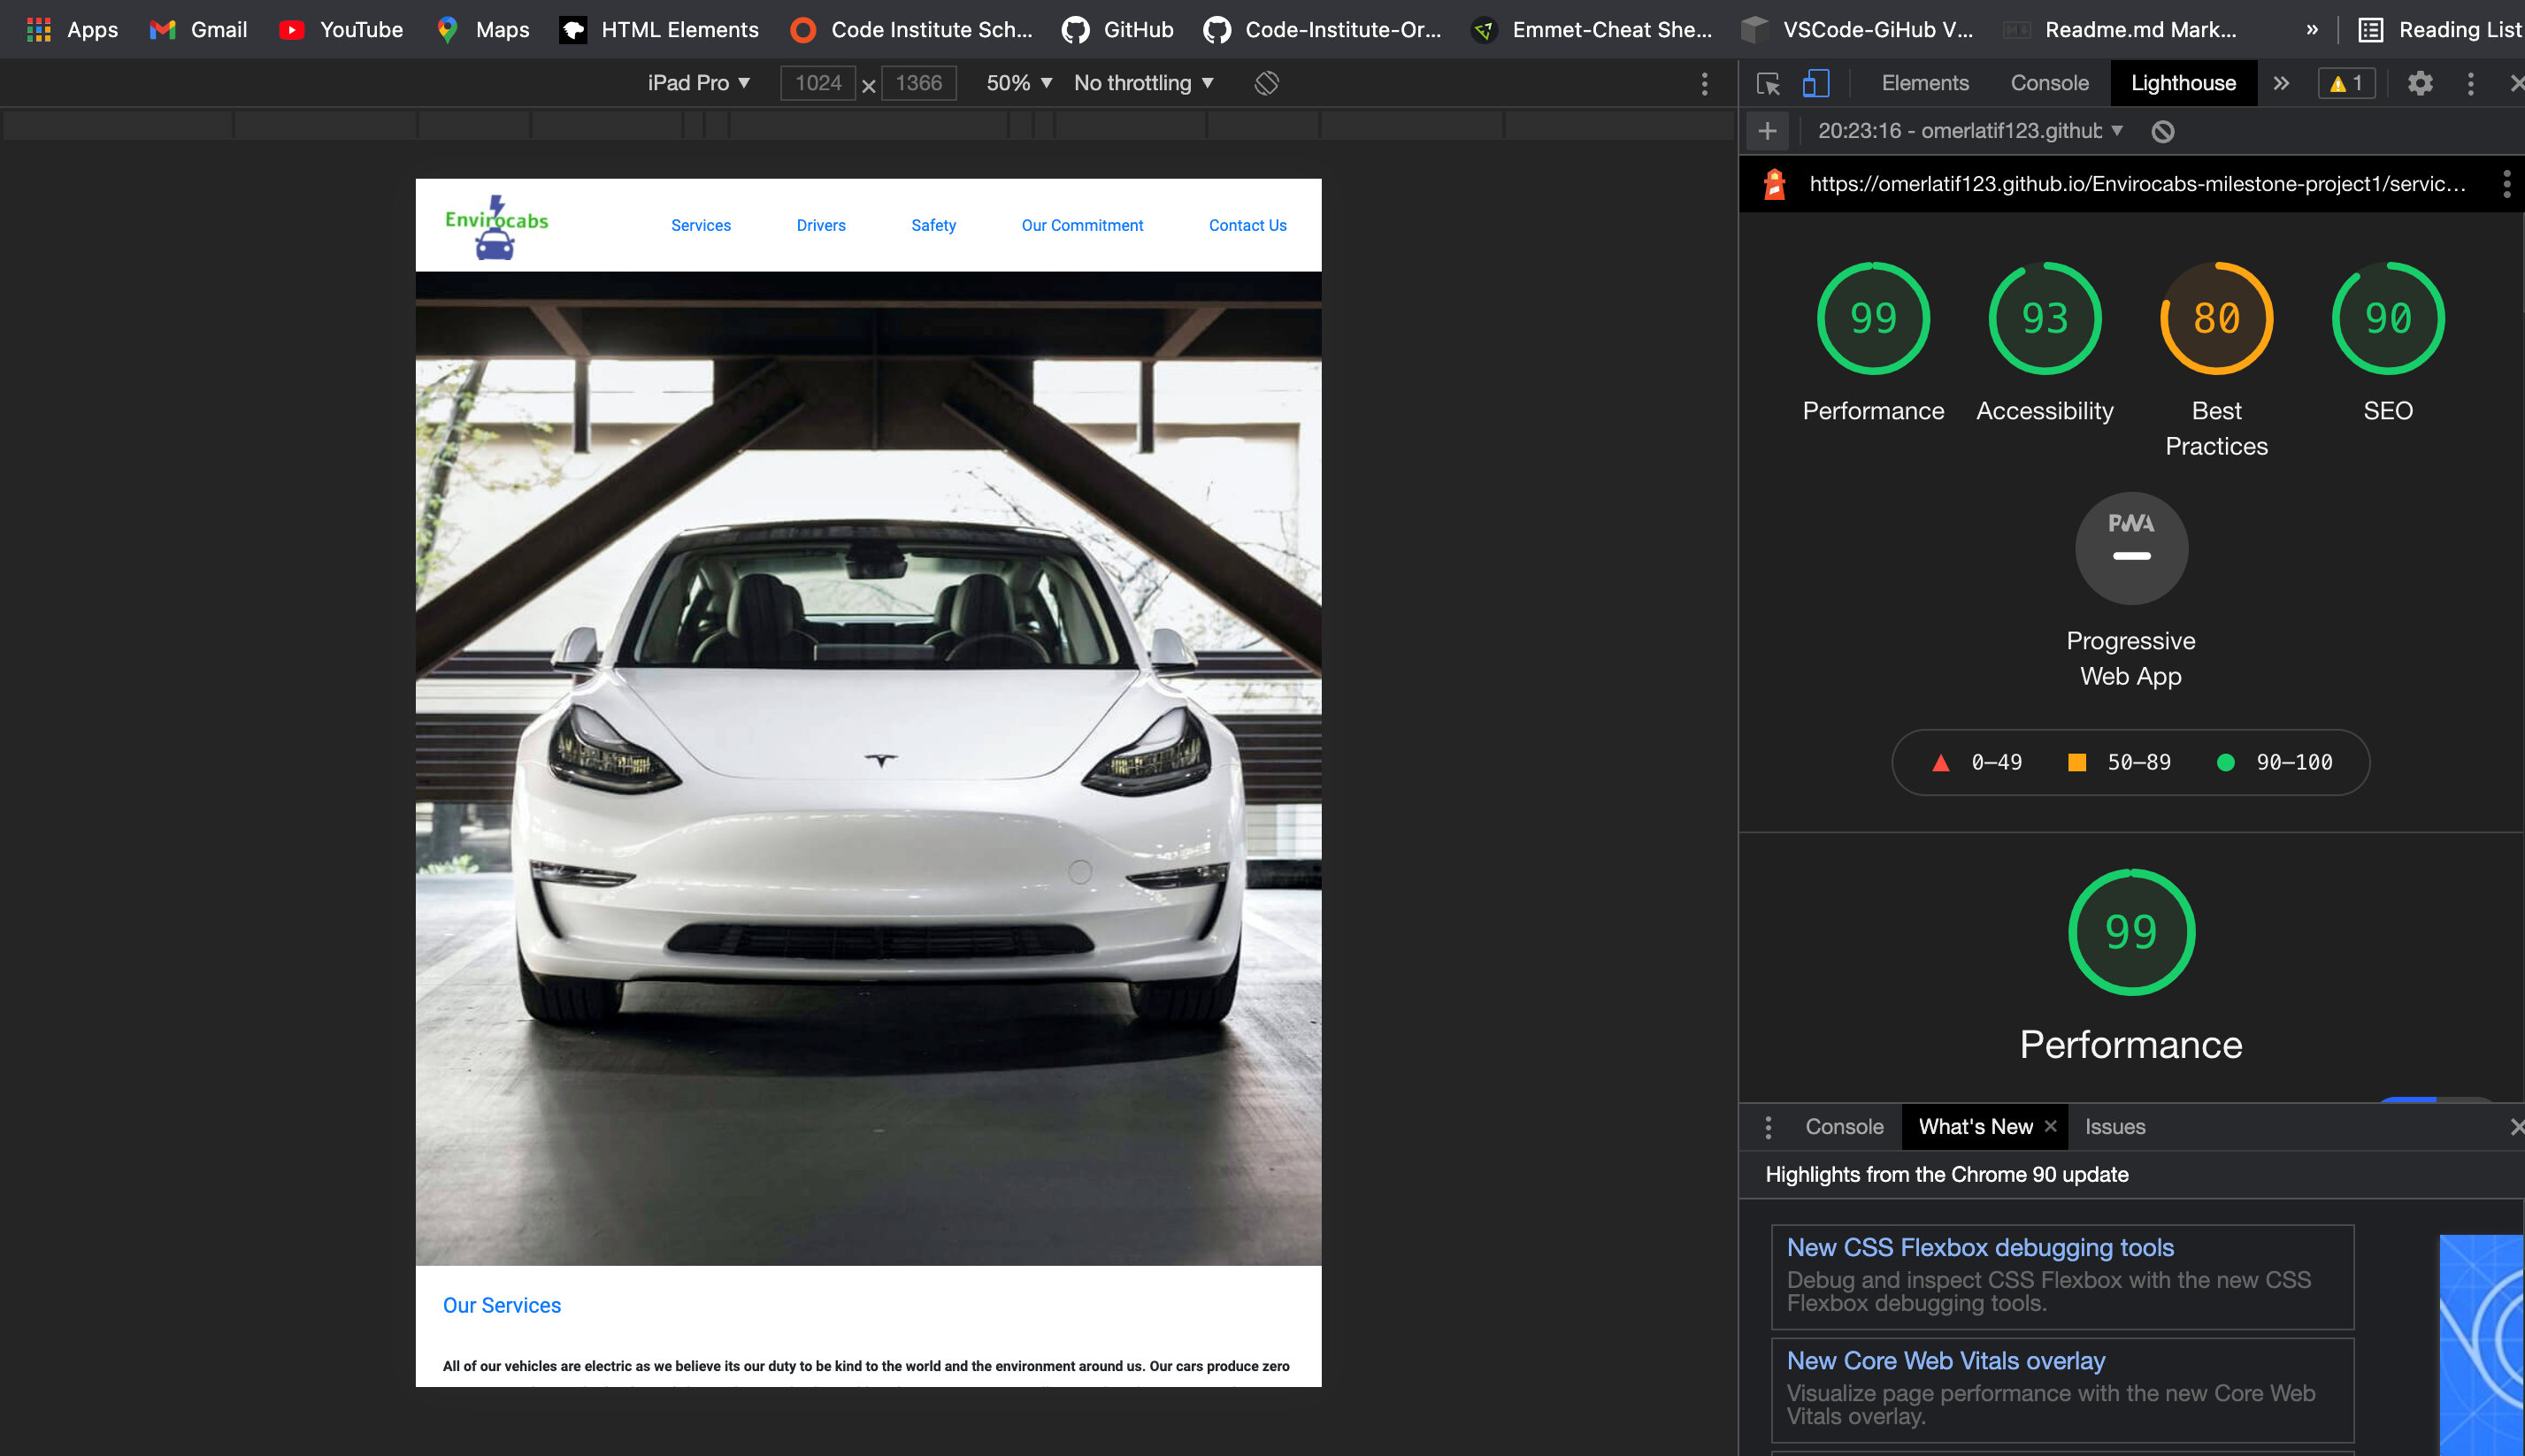 Apps Gmail YouTube Maps HTML Elements Code Institute Sch... GitHub Code-Institute-Or... Emmet-Cheat She... VSCode-GiHub V... Readme.md Mark... » Reading List
iPad Pro 1024 × 1366 50% No throttling
Elements Console Lighthouse » 1
20:23:16 - omerlatif123.github
https://omerlatif123.github.io/Envirocabs-milestone-project1/servic...
Envirocabs
Services Drivers Safety Our Commitment Contact Us
99 93 80 90
Performance Accessibility Best Practices SEO
PWA
Progressive
Web App
0–49 50–89 90–100
99
Performance
Our Services
All of our vehicles are electric as we believe its our duty to be kind to the world and the environment around us. Our cars produce zero
Console What's New Issues
Highlights from the Chrome 90 update
New CSS Flexbox debugging tools
Debug and inspect CSS Flexbox with the new CSS
Flexbox debugging tools.
New Core Web Vitals overlay
Visualize page performance with the new Core Web
Vitals overlay.